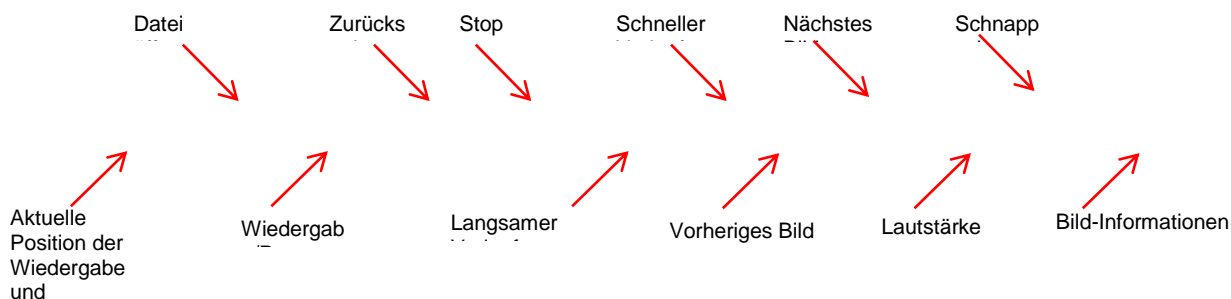 Datei
Zurücks
Stop
Schneller
Nächstes
Schnapp
Aktuelle
Position der
Wiedergabe
und
Wiedergab
Langsamer
Vorheriges Bild
Lautstärke
Bild-Informationen